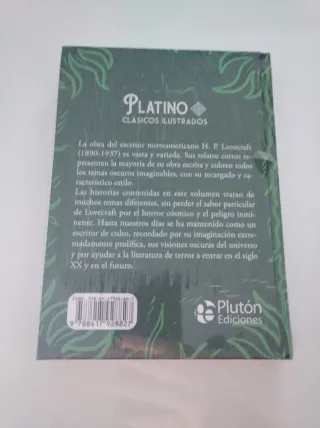 PLATINO
CLÁSICOS ILUSTRADOS
La obra del escritor norteamericano H. P. Lovecraft
(1890-1937) es vasta y variada. Sus relatos cortos re-
presentan la mayoría de su obra escrita y cubren todos
los temas oscuros imaginables, con su recargado y ca-
racterístico estilo.
Las historias contenidas en este volumen tratan de
muchos temas diferentes, sin perder el sabor particular
de Lovecraft por el horror cósmico y el peligro inmi-
nente. Hasta nuestros días se ha mantenido como un
escritor de culto, recordado por su imaginación extre-
madamente prolífica, sus visiones oscuras del universo
y por ayudar a la literatura de terror a entrar en el siglo
XX y en el futuro.
9788417928827
Plutón
Ediciones